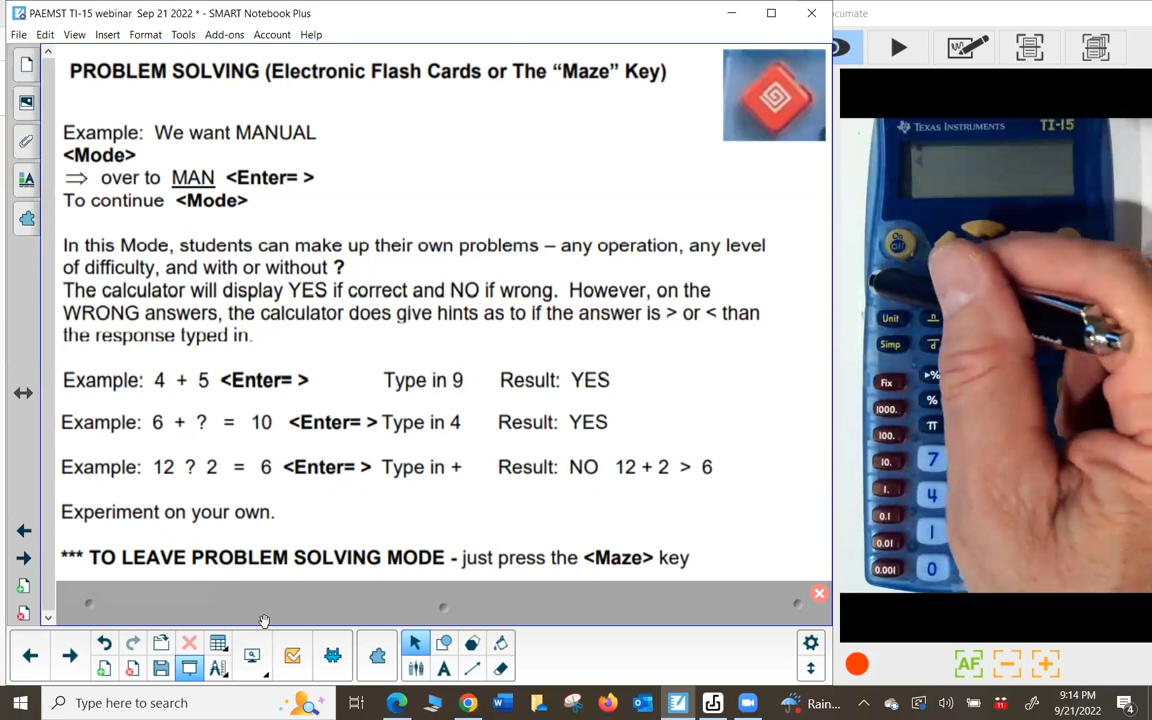 PAEMST TI-15 webinar Sep 21 2022 * - SMART Notebook Plus
File Edit View Insert Format Tools Add-ons Account Help
PROBLEM SOLVING (Electronic Flash Cards or The “Maze” Key)
Example: We want MANUAL
<Mode>
⇒ over to MAN <Enter= >
To continue <Mode>
In this Mode, students can make up their own problems – any operation, any level
of difficulty, and with or without ?
The calculator will display YES if correct and NO if wrong. However, on the
WRONG answers, the calculator does give hints as to if the answer is > or < than
the response typed in.
Example: 4 + 5 <Enter= > Type in 9 Result: YES
Example: 6 + ? = 10 <Enter= > Type in 4 Result: YES
Example: 12 ? 2 = 6 <Enter= > Type in + Result: NO 12 + 2 > 6
Experiment on your own.
*** TO LEAVE PROBLEM SOLVING MODE - just press the <Maze> key
ocumate
TEXAS INSTRUMENTS TI-15
On
Unit n
Simp d
Fix ▸%
1000. %
100. π
10. 7
1. 4
0.1
0.01 1
0.001 0
AF
Type here to search
Rain...
9:14 PM
9/21/2022
4